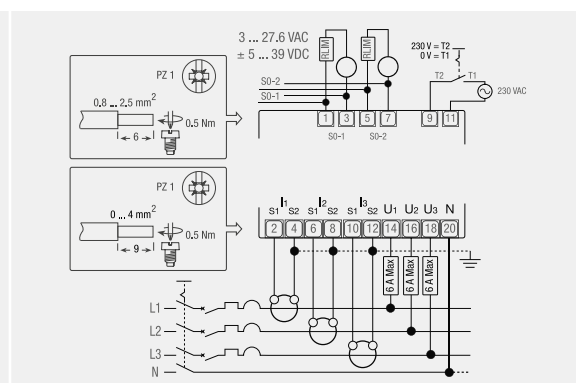 3 ... 27.6 VAC
± 5 ... 39 VDC
RLIM
RLIM
230 V = T2
0 V = T1
PZ 1
S0-2
T2 T1
230 VAC
0.8 ... 2.5 mm²
S0-1
6
0.5 Nm
1 3 5 7 9 11
S0-1 S0-2
PZ 1
I1 I2 I3
S1 S2 S1 S2 S1 S2 U1 U2 U3 N
0 ... 4 mm²
2 4 6 8 10 12 14 16 18 20
9
0.5 Nm
6 A Max
6 A Max
6 A Max
L1
L2
L3
N